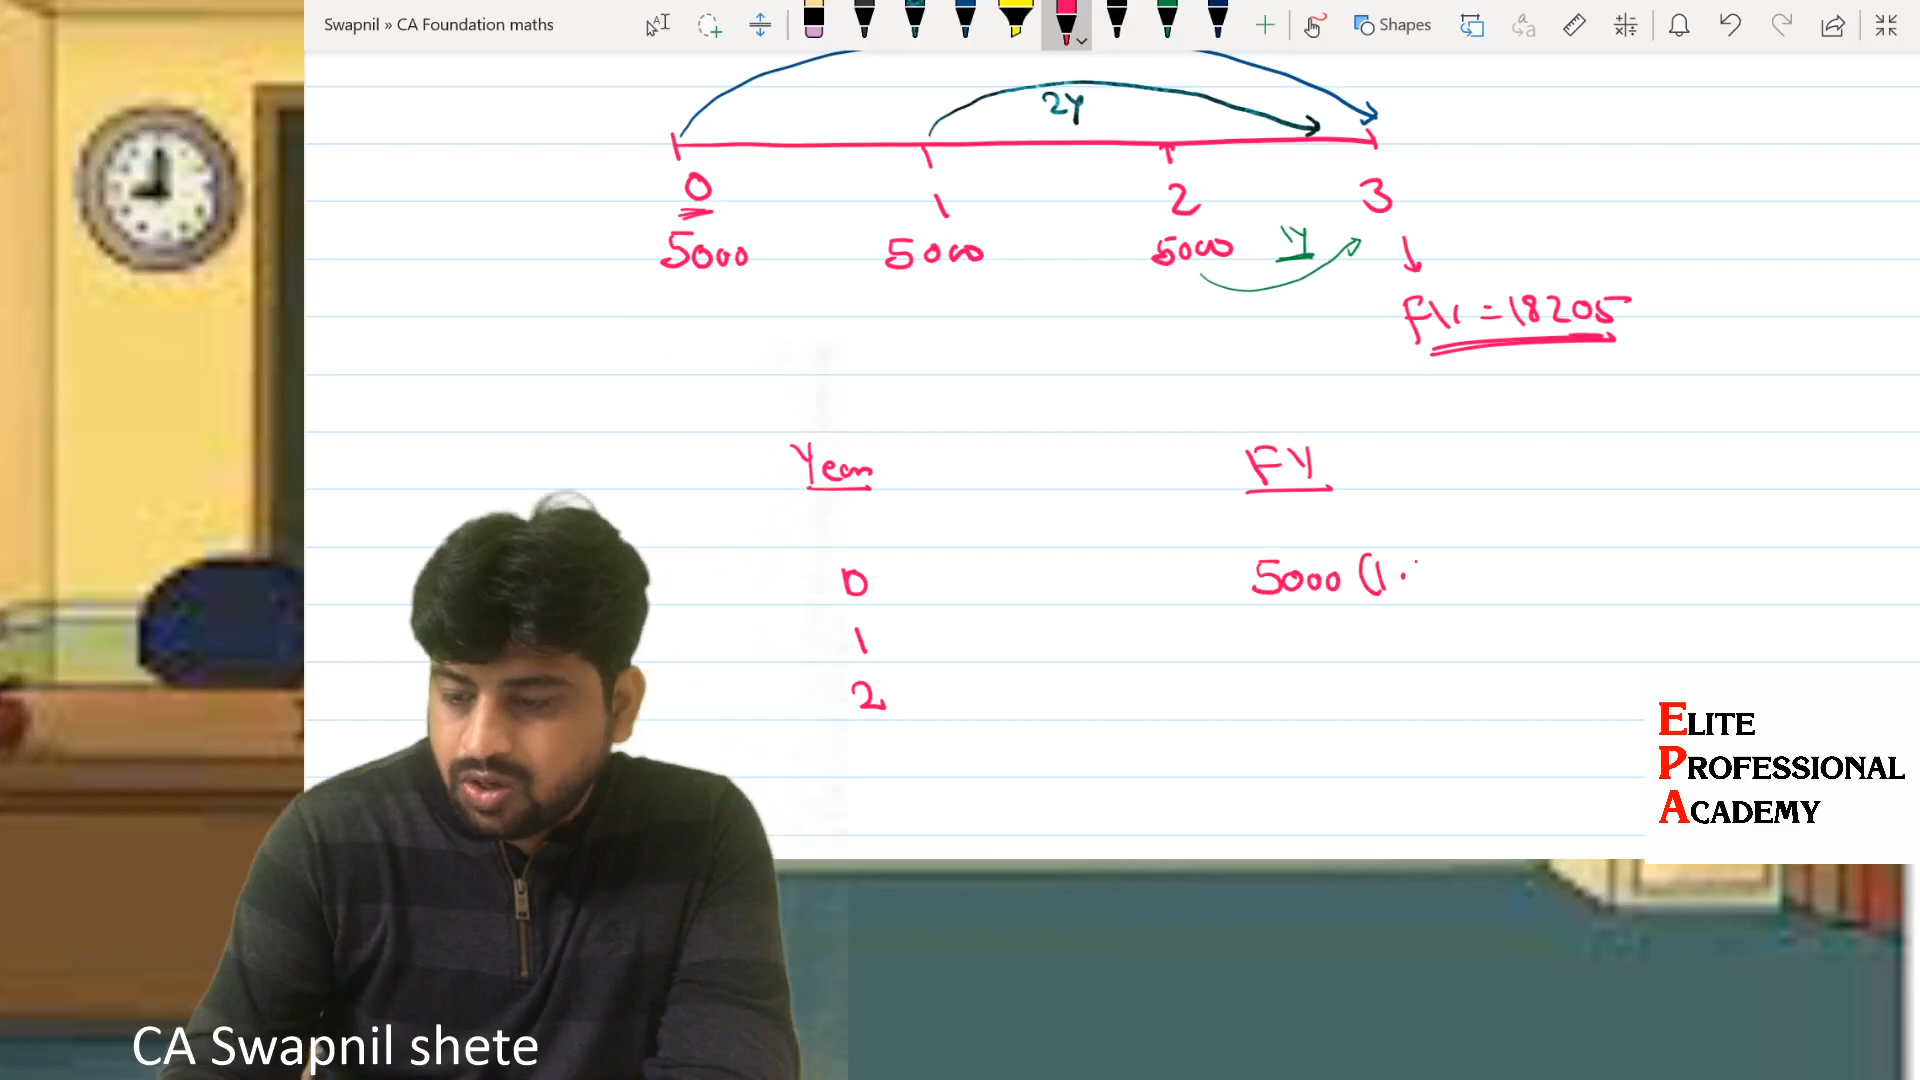 Swapnil » CA Foundation maths
Shapes
2Y
0 1 2 3
5000 5000 5000 1Y
FV = 18205
Year FV
0 5000 (1.
1
2
ELITE
PROFESSIONAL
ACADEMY
CA Swapnil shete